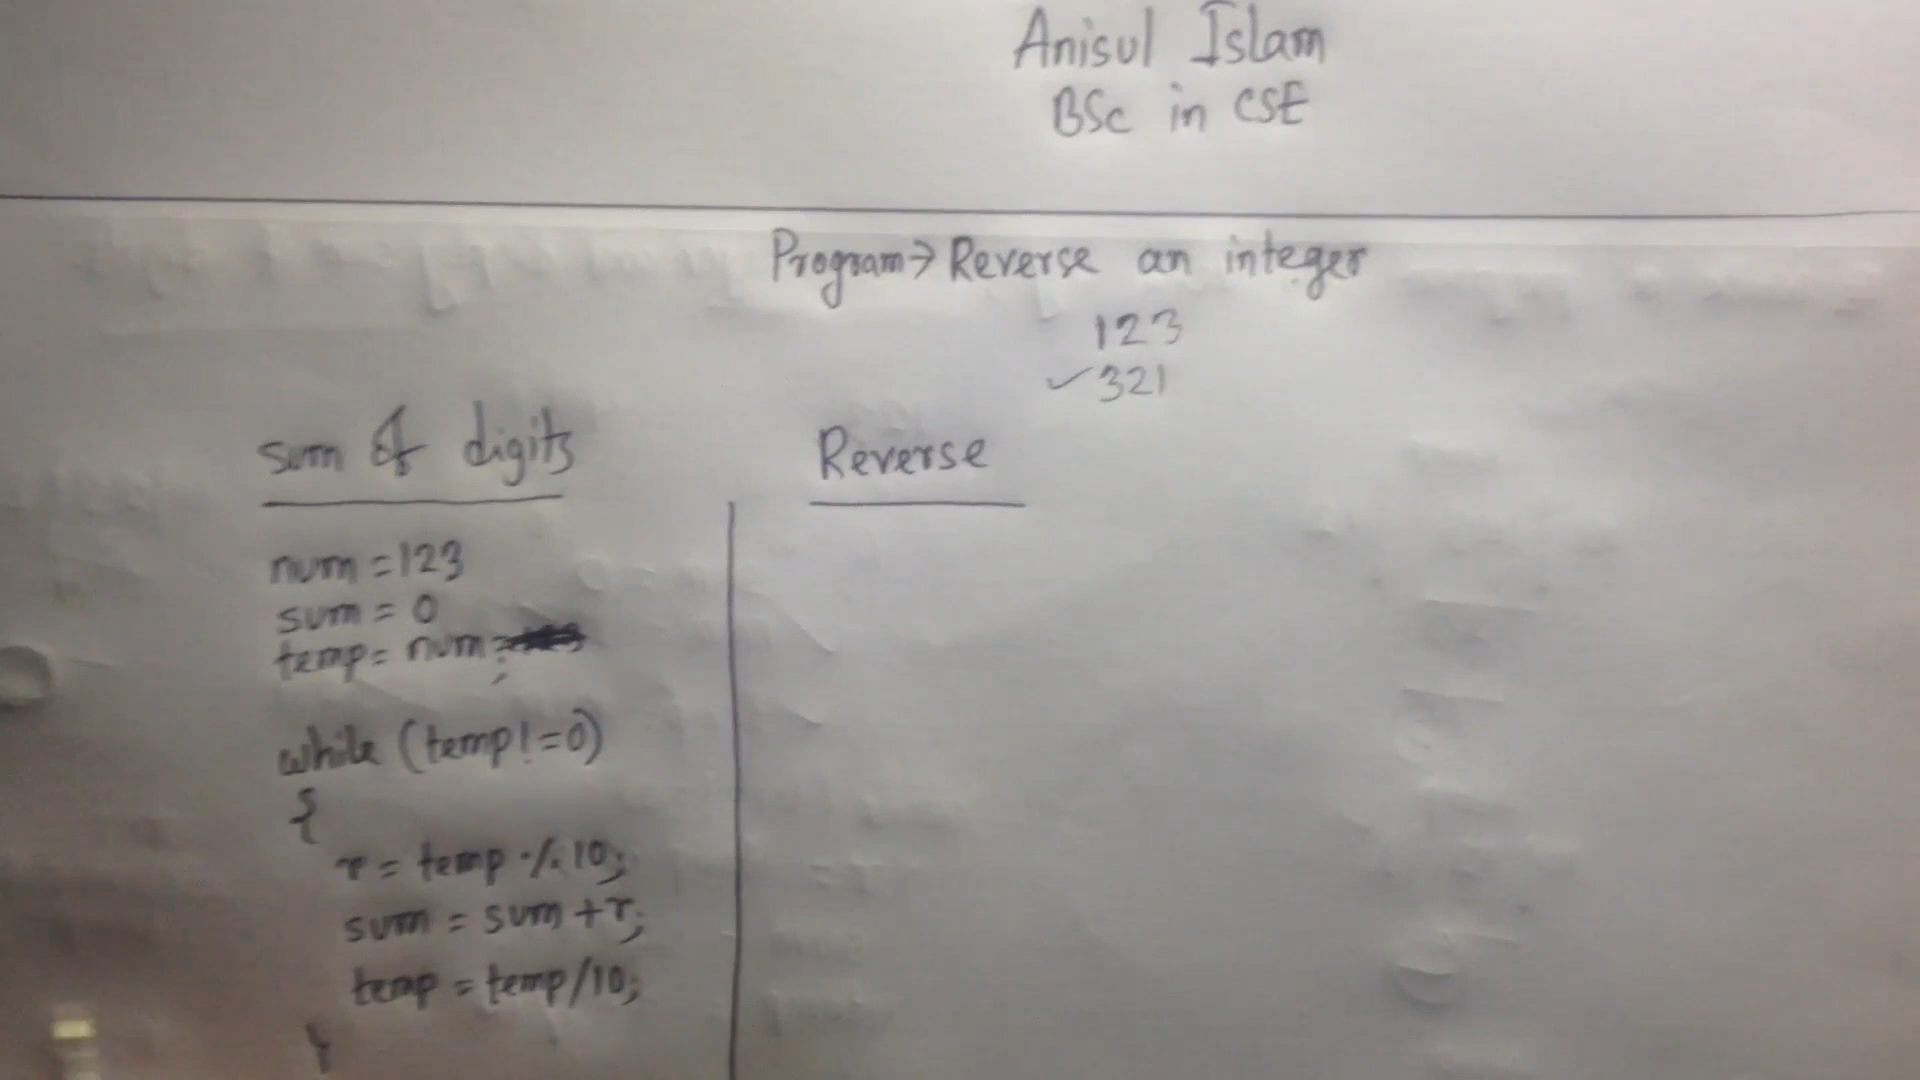 Anisul Islam
BSc in CSE
Program→ Reverse an integer
123
✓321
sum of digits
num = 123
sum = 0
temp = num;
while (temp != 0)
{
r = temp % 10;
sum = sum + r;
temp = temp/10;
}
Reverse